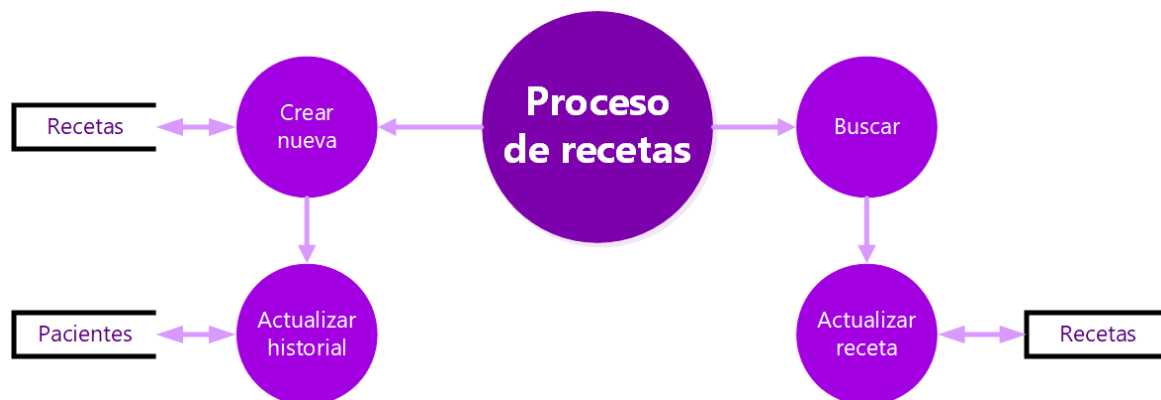 Proceso
de recetas
Recetas
Crear
nueva
Buscar
Pacientes
Actualizar
historial
Actualizar
receta
Recetas